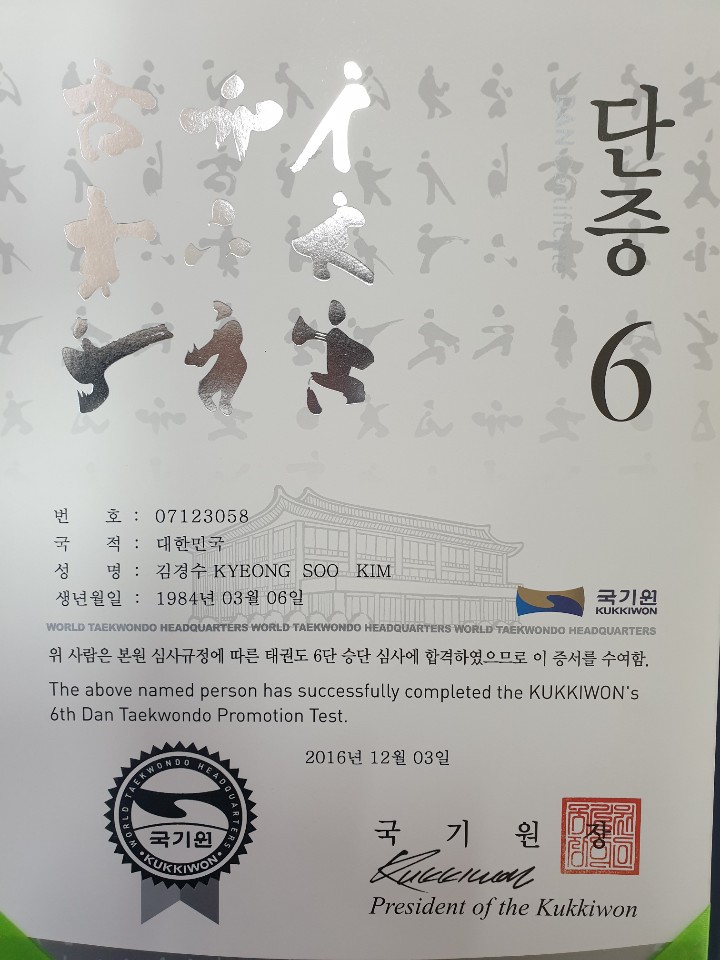 단증
6
DAN Certificate
번 호 : 07123058
국 적 : 대한민국
성 명 : 김경수 KYEONG SOO KIM
생년월일 : 1984년 03월 06일
국기원
KUKKIWON
WORLD TAEKWONDO HEADQUARTERS WORLD TAEKWONDO HEADQUARTERS WORLD TAEKWONDO HEADQUARTERS
위 사람은 본원 심사규정에 따른 태권도 6단 승단 심사에 합격하였으므로 이 증서를 수여함.
The above named person has successfully completed the KUKKIWON's
6th Dan Taekwondo Promotion Test.
2016년 12월 03일
WORLD TAEKWONDO HEADQUARTERS
국기원
KUKKIWON
국 기 원 장
Kukkiwon
President of the Kukkiwon